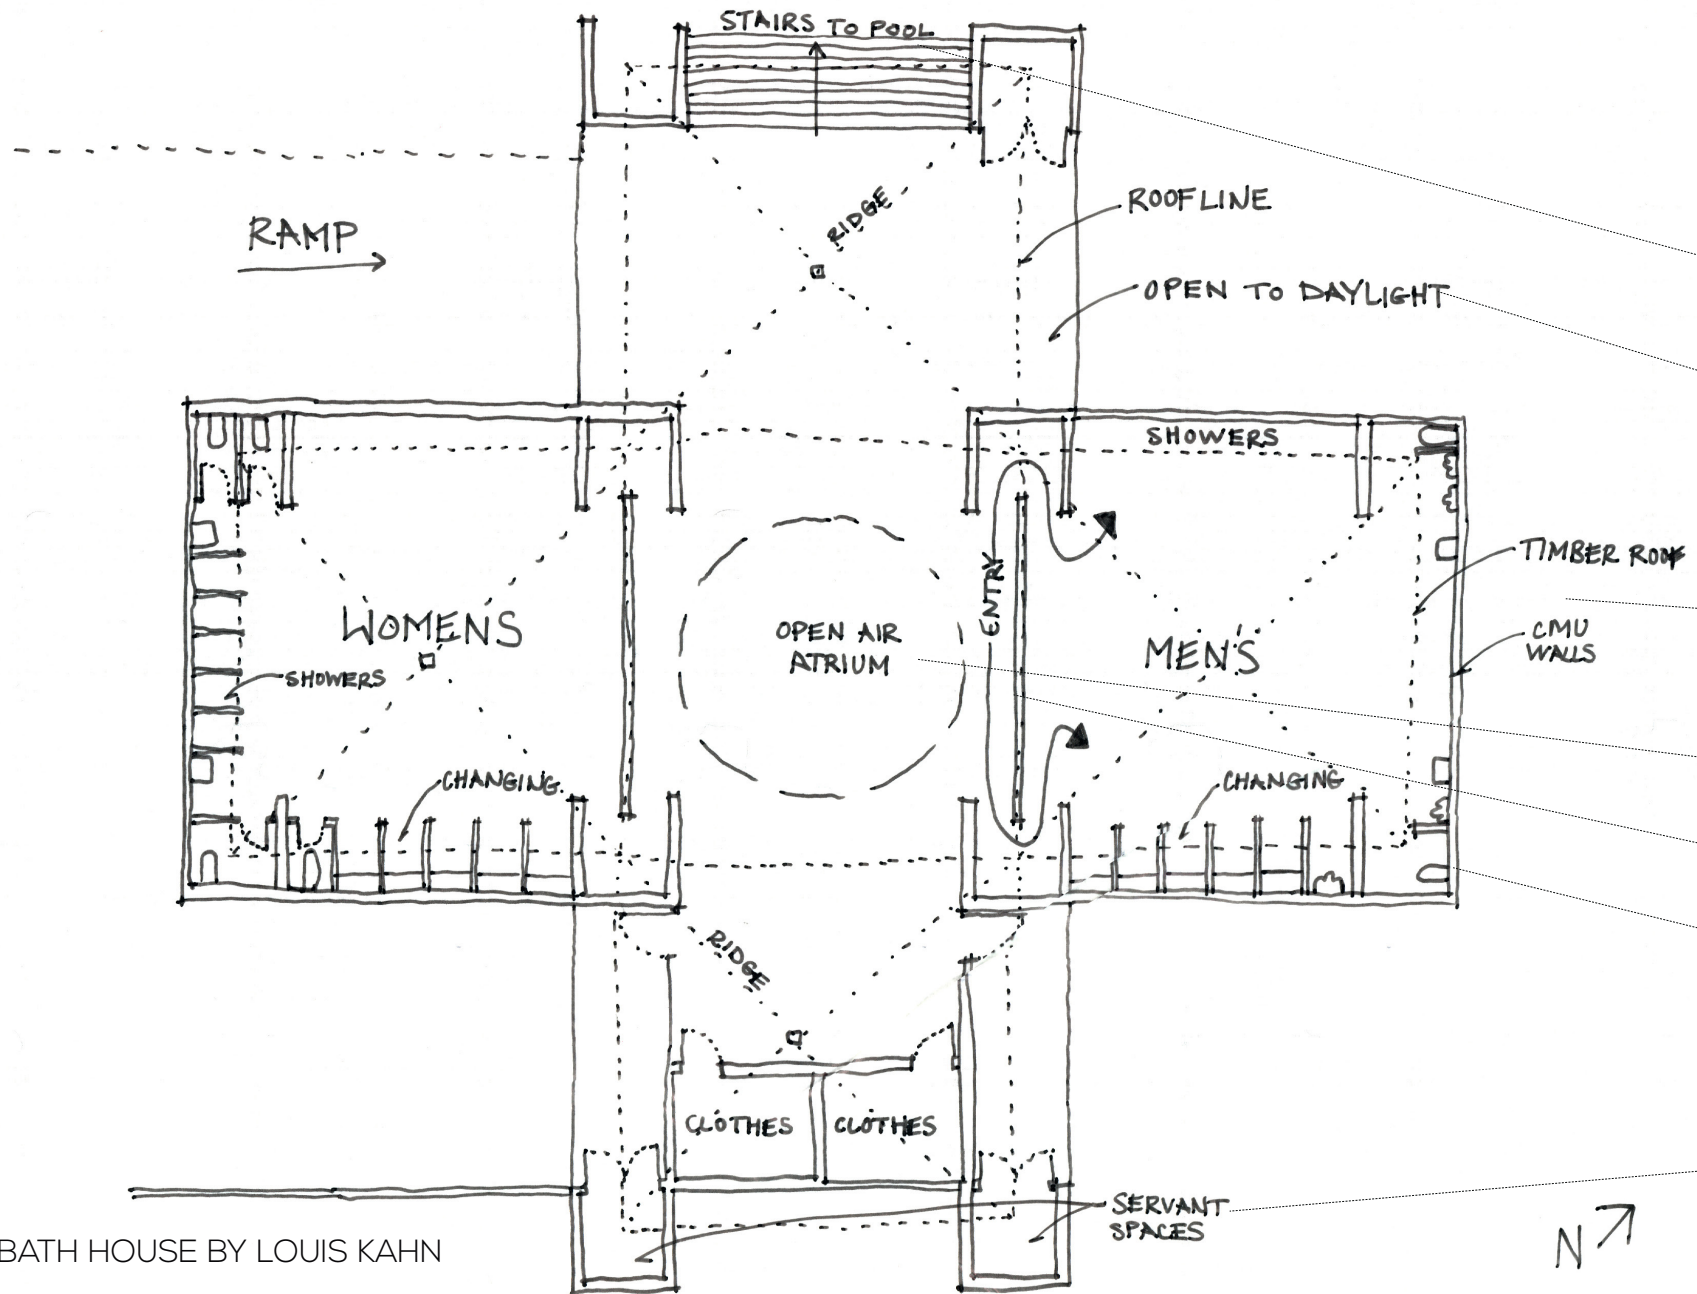 STAIRS TO POOL
RAMP
RIDGE
ROOFLINE
OPEN TO DAYLIGHT
SHOWERS
TIMBER ROOF
ENTRY
WOMENS
OPEN AIR
ATRIUM
MEN'S
CMU
WALLS
SHOWERS
CHANGING
CHANGING
RIDGE
CLOTHES
CLOTHES
SERVANT
SPACES
N
BATH HOUSE BY LOUIS KAHN